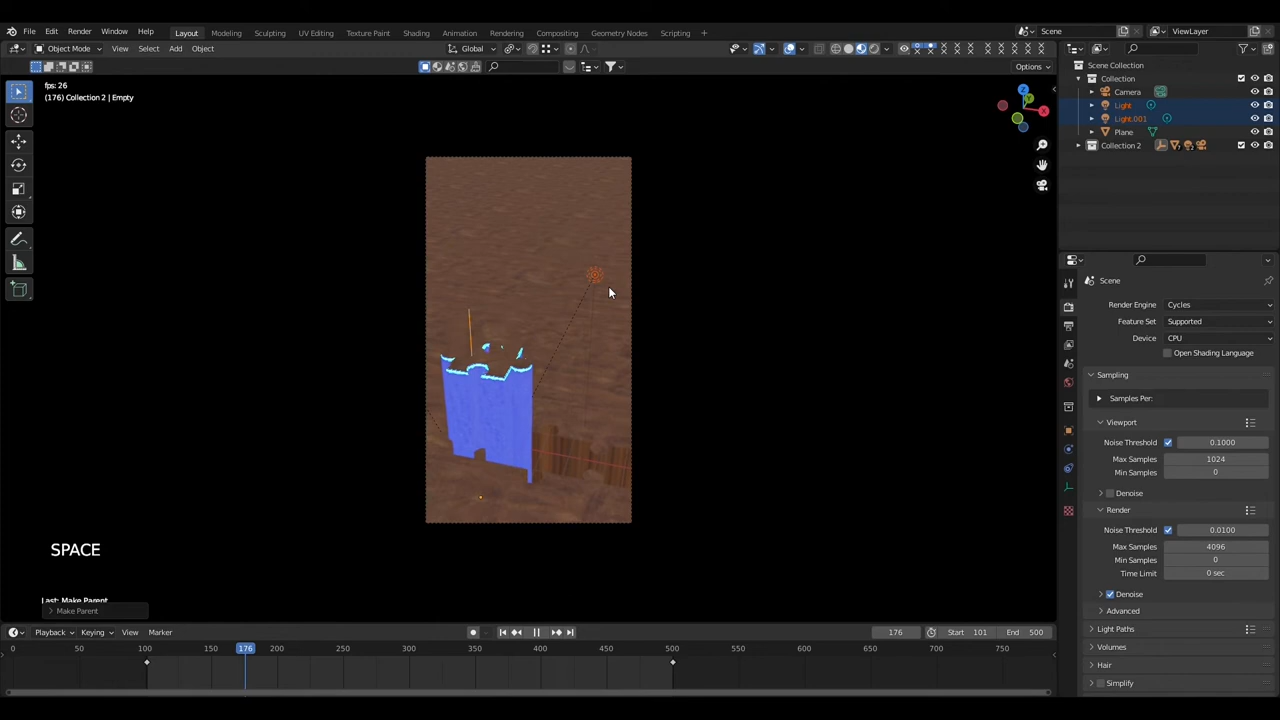 File Edit Render Window Help
Layout Modeling Sculpting UV Editing Texture Paint Shading Animation Rendering Compositing Geometry Nodes Scripting +
Scene
ViewLayer
Object Mode View Select Add Object
Global
Options
fps: 26
(176) Collection 2 | Empty
Z
Y
X
SPACE
Last: Make Parent
Make Parent
Scene Collection
Collection
Camera
Light
Light.001
Plane
Collection 2
Scene
Render Engine Cycles
Feature Set Supported
Device CPU
Open Shading Language
Sampling
Samples Per:
Viewport
Noise Threshold 0.1000
Max Samples 1024
Min Samples 0
Denoise
Render
Noise Threshold 0.0100
Max Samples 4096
Min Samples 0
Time Limit 0 sec
Denoise
Advanced
Light Paths
Volumes
Hair
Simplify
Playback Keying View Marker
176 Start 101 End 500
0 50 100 150 176 200 250 300 350 400 450 500 550 600 650 700 750